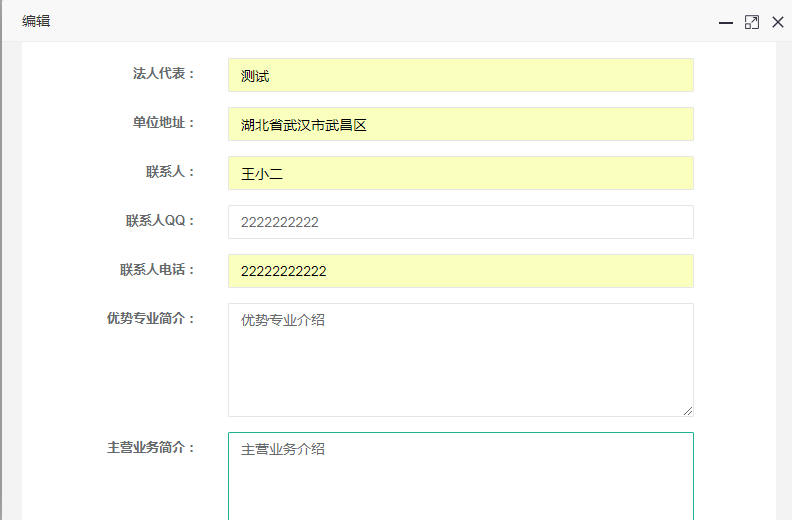 编辑
法人代表： 测试
单位地址： 湖北省武汉市武昌区
联系人： 王小二
联系人QQ： 2222222222
联系人电话： 22222222222
优势专业简介： 优势专业介绍
主营业务简介： 主营业务介绍